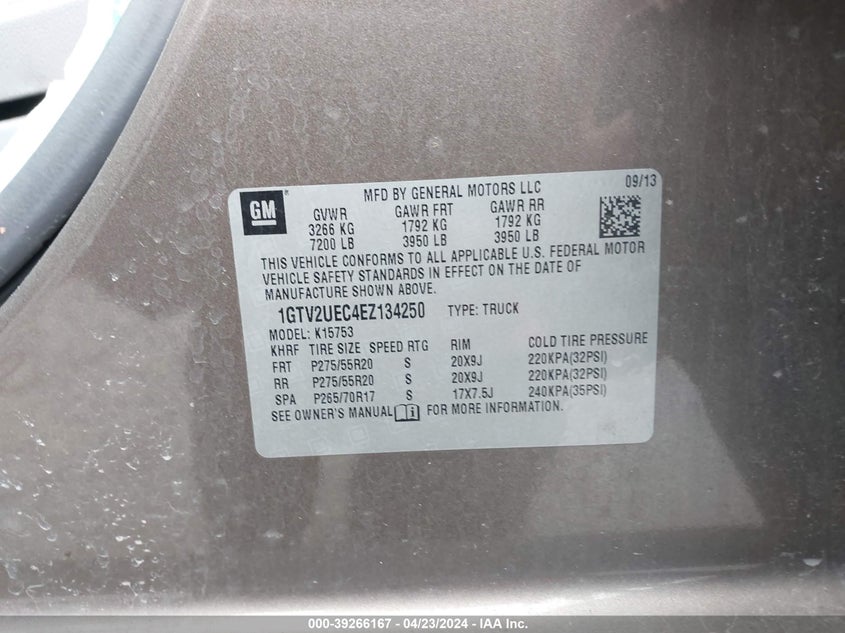 GM
MFD BY GENERAL MOTORS LLC 09/13
GVWR GAWR FRT GAWR RR
3266 KG 1792 KG 1792 KG
7200 LB 3950 LB 3950 LB
THIS VEHICLE CONFORMS TO ALL APPLICABLE U.S. FEDERAL MOTOR
VEHICLE SAFETY STANDARDS IN EFFECT ON THE DATE OF
MANUFACTURE SHOWN ABOVE.
1GTV2UEC4EZ134250 TYPE: TRUCK
MODEL: K15753
KHRF TIRE SIZE SPEED RTG RIM COLD TIRE PRESSURE
FRT P275/55R20 S 20X9J 220KPA(32PSI)
RR P275/55R20 S 20X9J 220KPA(32PSI)
SPA P265/70R17 S 17X7.5J 240KPA(35PSI)
SEE OWNER'S MANUAL i FOR MORE INFORMATION.
000-39266167 - 04/23/2024 - IAA Inc.